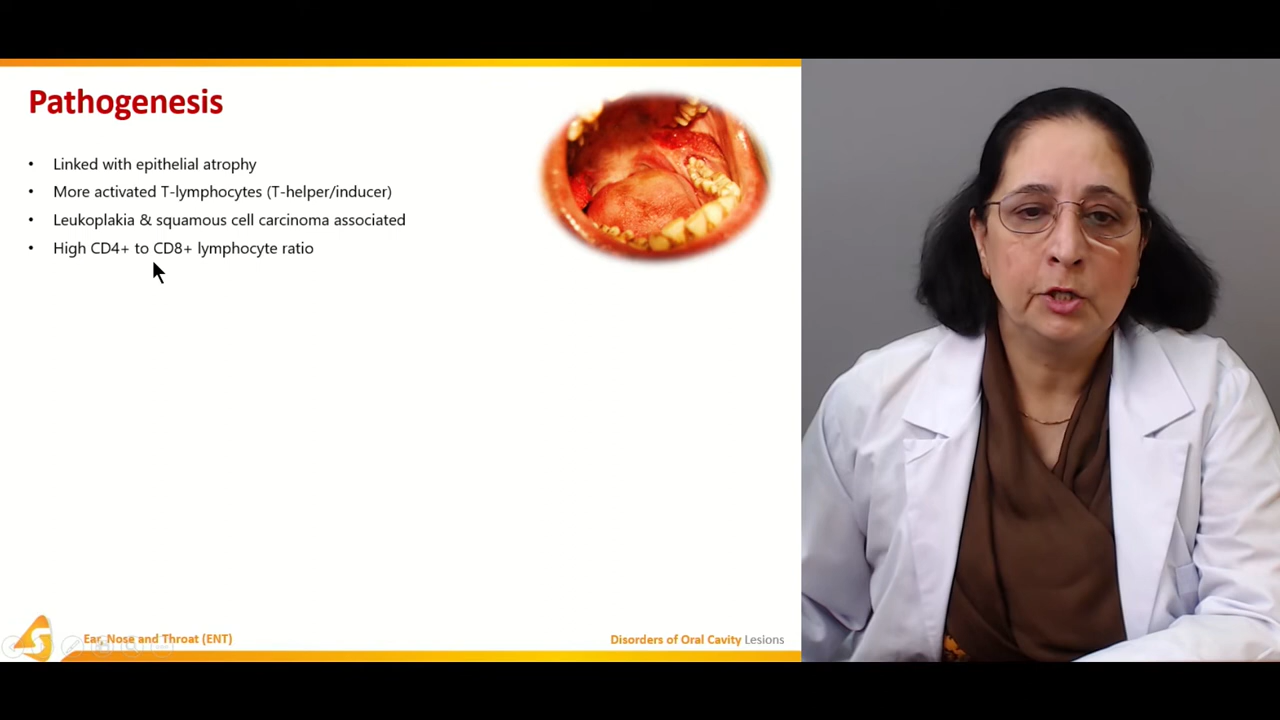 Pathogenesis
• Linked with epithelial atrophy
• More activated T-lymphocytes (T-helper/inducer)
• Leukoplakia & squamous cell carcinoma associated
• High CD4+ to CD8+ lymphocyte ratio
Ear, Nose and Throat (ENT)
Disorders of Oral Cavity Lesions